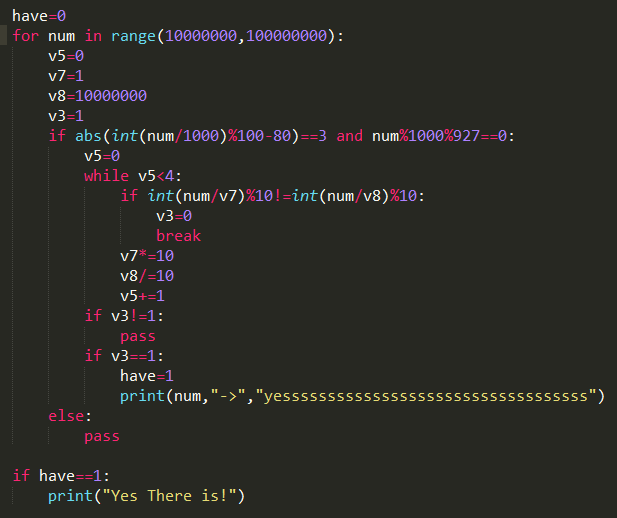 have=0
for num in range(10000000,100000000):
    v5=0
    v7=1
    v8=10000000
    v3=1
    if abs(int(num/1000)%100-80)==3 and num%1000%927==0:
        v5=0
        while v5<4:
            if int(num/v7)%10!=int(num/v8)%10:
                v3=0
                break
            v7*=10
            v8/=10
            v5+=1
        if v3!=1:
            pass
        if v3==1:
            have=1
            print(num,"->","yesssssssssssssssssssssssssssssssssss")
    else:
        pass

if have==1:
    print("Yes There is!")